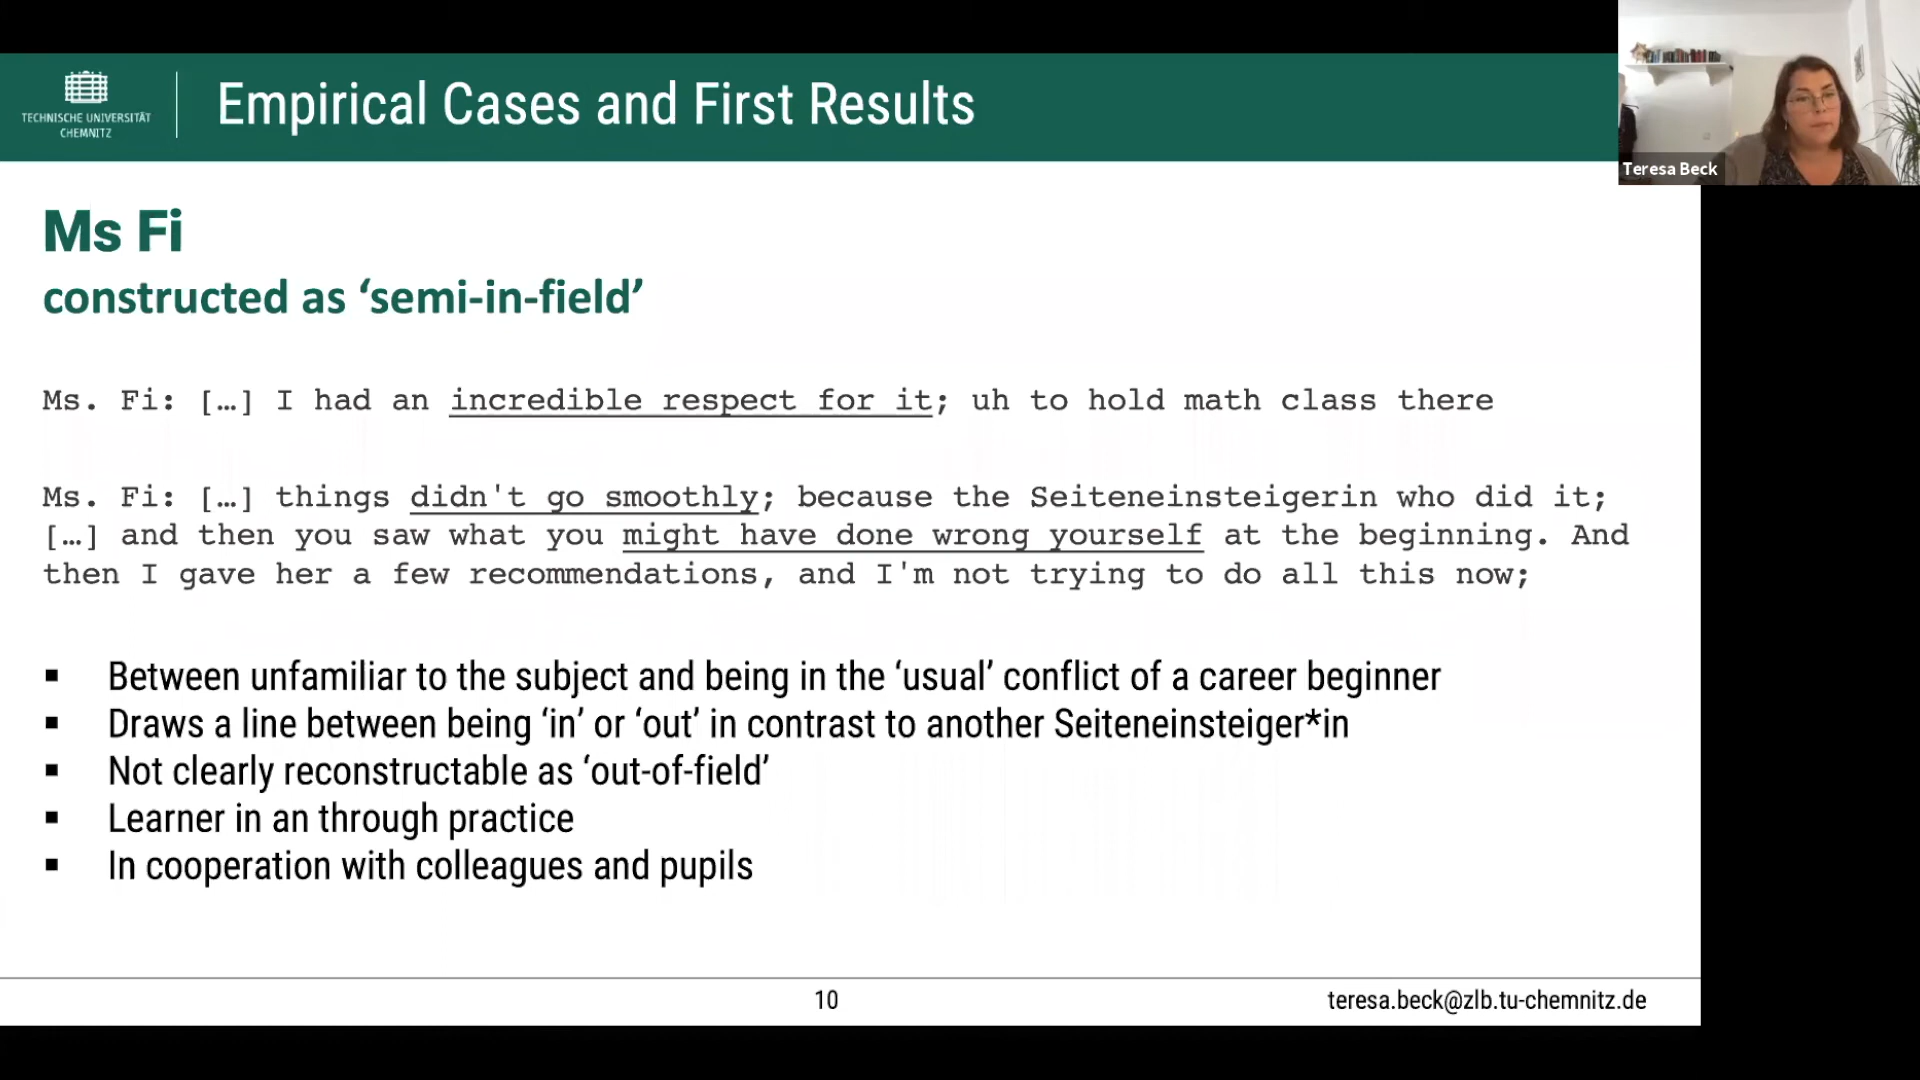 TECHNISCHE UNIVERSITÄT
CHEMNITZ
Empirical Cases and First Results
Teresa Beck
Ms Fi
constructed as ‘semi-in-field’
Ms. Fi: […] I had an incredible respect for it; uh to hold math class there
Ms. Fi: […] things didn't go smoothly; because the Seiteneinsteigerin who did it;
[…] and then you saw what you might have done wrong yourself at the beginning. And
then I gave her a few recommendations, and I'm not trying to do all this now;
▪ Between unfamiliar to the subject and being in the ‘usual’ conflict of a career beginner
▪ Draws a line between being ‘in’ or ‘out’ in contrast to another Seiteneinsteiger*in
▪ Not clearly reconstructable as ‘out-of-field’
▪ Learner in an through practice
▪ In cooperation with colleagues and pupils
10
teresa.beck@zlb.tu-chemnitz.de